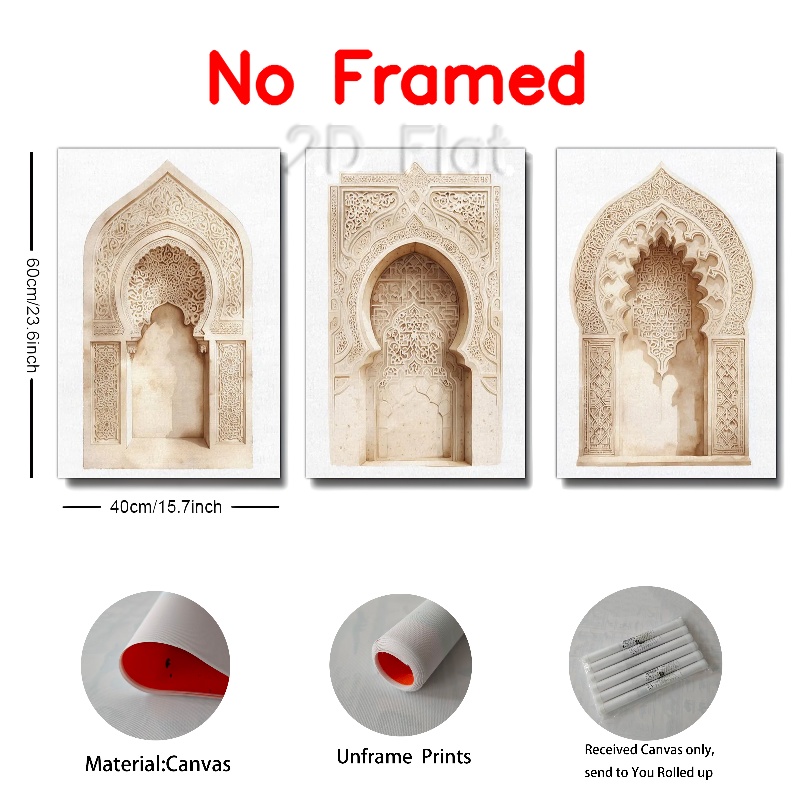 No Framed
2D Flat
60cm/23.6inch
40cm/15.7inch
Material:Canvas
Unframe Prints
Received Canvas only,
send to You Rolled up